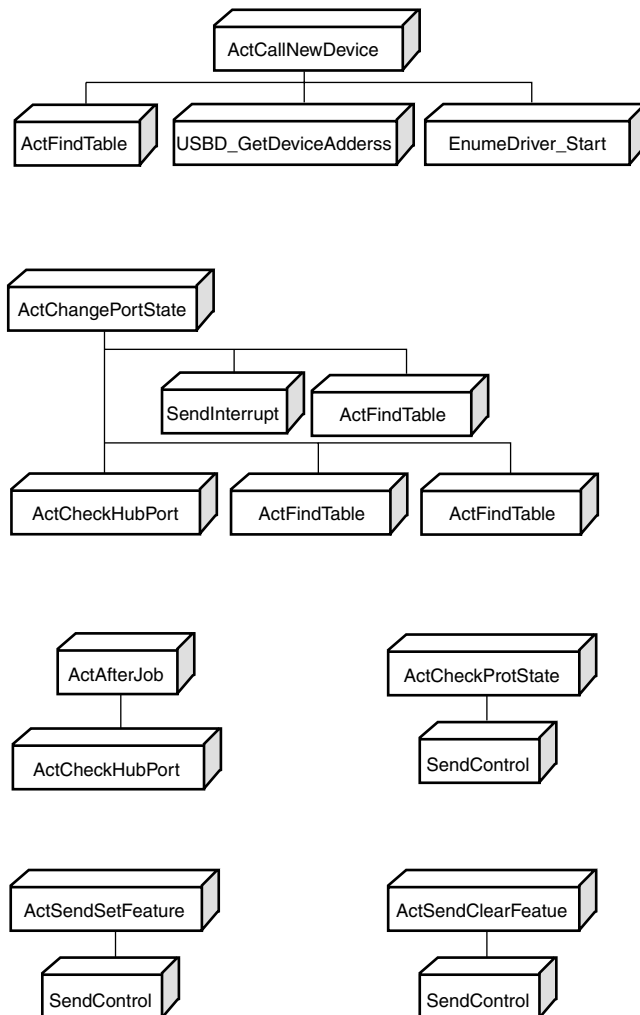 ActCallNewDevice
ActFindTable
USBD_GetDeviceAdderss
EnumeDriver_Start
ActChangePortState
SendInterrupt
ActFindTable
ActCheckHubPort
ActFindTable
ActFindTable
ActAfterJob
ActCheckProtState
ActCheckHubPort
SendControl
ActSendSetFeature
ActSendClearFeatue
SendControl
SendControl